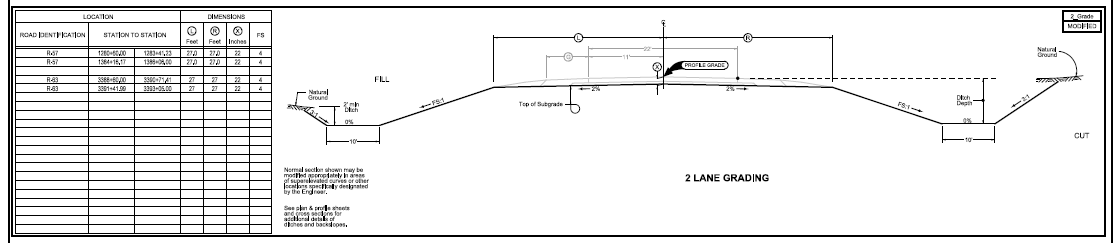 LOCATION DIMENSIONS
ROAD IDENTIFICATION STATION TO STATION L Feet R Feet X Inches FS
R-57 1280+60.00 1283+41.23 27.0 27.0 22 4
R-57 1384+18.17 1386+06.00 27.0 27.0 22 4
R-63 3388+60.00 3390+71.41 27 27 22 4
R-63 3391+41.99 3393+05.00 27 27 22 4
2_Grade
MODIFIED
℄
L R
22'
G 11'
X PROFILE GRADE
Natural
Ground
FILL
Natural
Ground
2' min
Ditch
3:1
0%
10'
FS:1
2% 2%
Top of Subgrade
FS:1
Ditch
Depth
0%
3:1
10'
CUT
Normal section shown may be
modified appropriately in areas
of superelevated curves or other
locations specifically designated
by the Engineer.
See plan & profile sheets
and cross sections for
additional details of
ditches and backslopes.
2 LANE GRADING